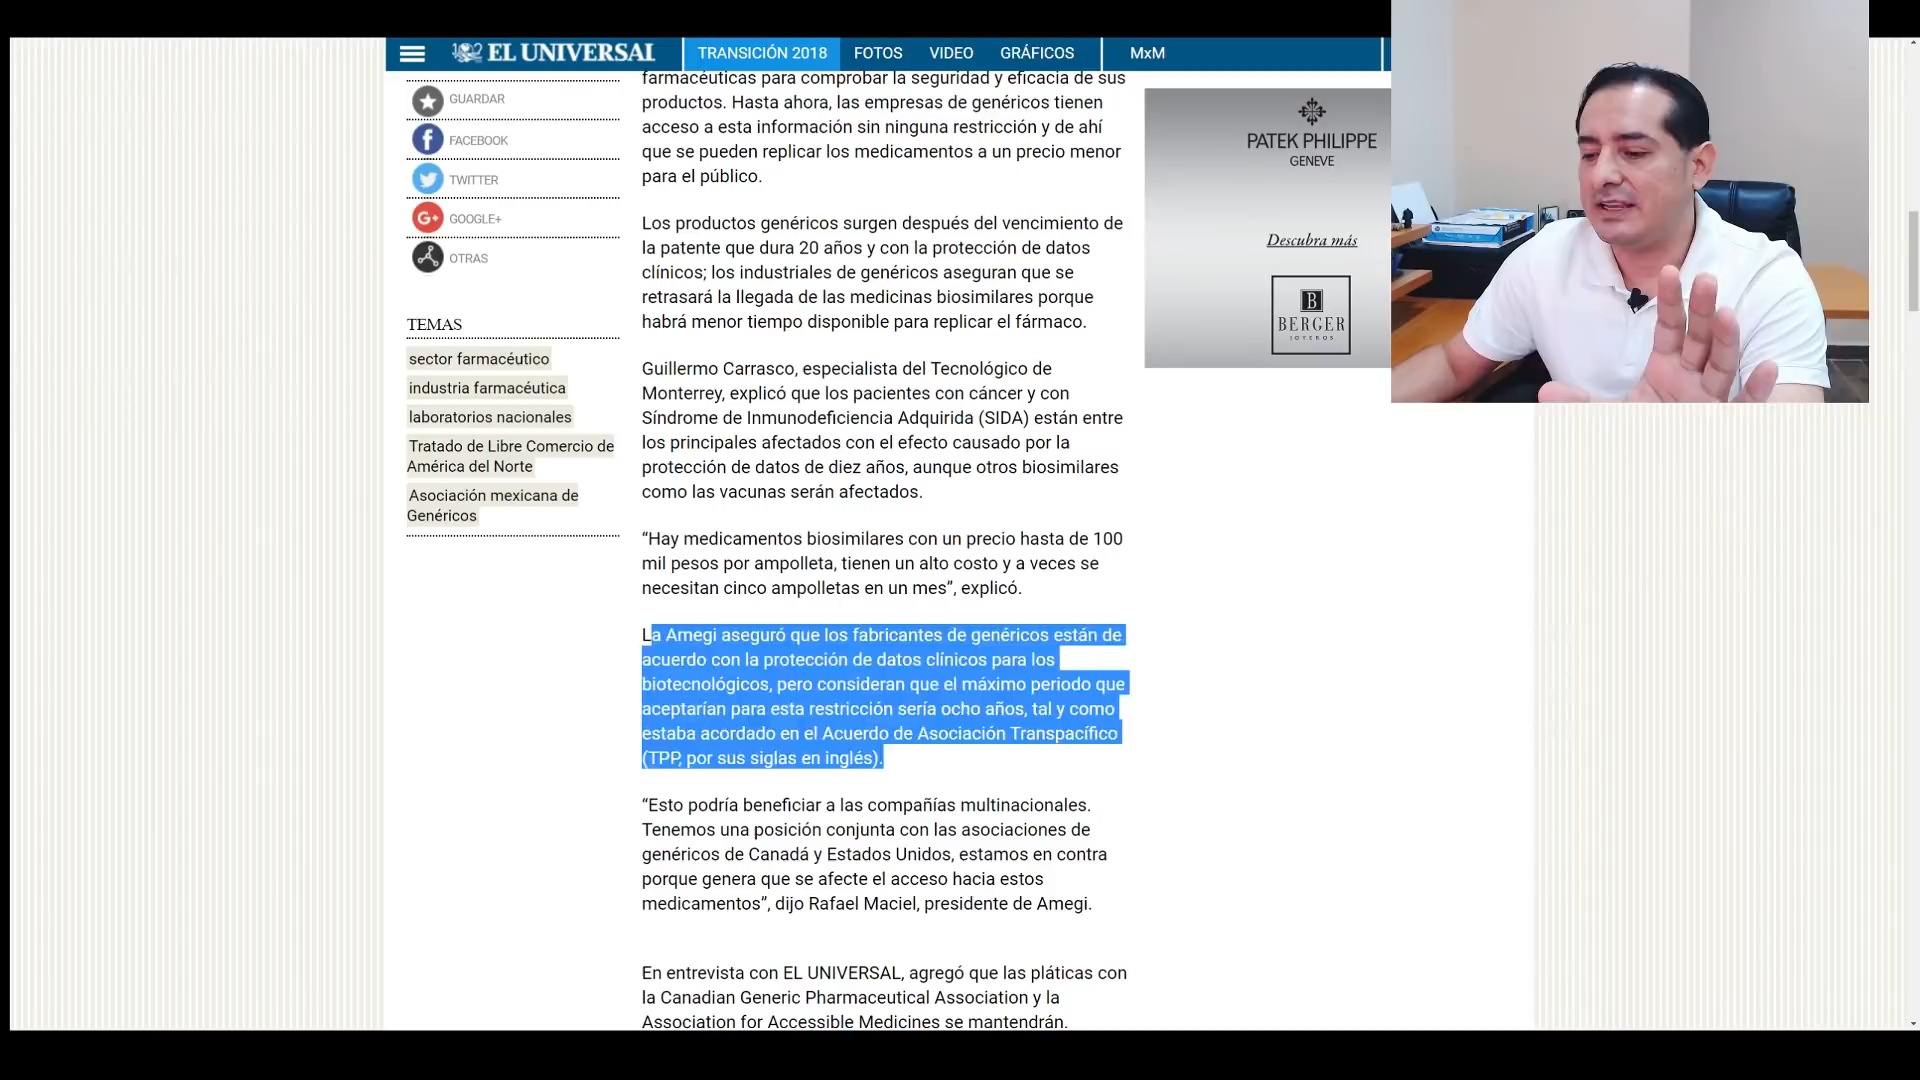 EL UNIVERSAL
TRANSICIÓN 2018
FOTOS
VIDEO
GRÁFICOS
MxM
GUARDAR
FACEBOOK
TWITTER
G+
GOOGLE+
OTRAS
TEMAS
sector farmacéutico
industria farmacéutica
laboratorios nacionales
Tratado de Libre Comercio de
América del Norte
Asociación mexicana de
Genéricos
farmacéuticas para comprobar la seguridad y eficacia de sus
productos. Hasta ahora, las empresas de genéricos tienen
acceso a esta información sin ninguna restricción y de ahí
que se pueden replicar los medicamentos a un precio menor
para el público.
Los productos genéricos surgen después del vencimiento de
la patente que dura 20 años y con la protección de datos
clínicos; los industriales de genéricos aseguran que se
retrasará la llegada de las medicinas biosimilares porque
habrá menor tiempo disponible para replicar el fármaco.
Guillermo Carrasco, especialista del Tecnológico de
Monterrey, explicó que los pacientes con cáncer y con
Síndrome de Inmunodeficiencia Adquirida (SIDA) están entre
los principales afectados con el efecto causado por la
protección de datos de diez años, aunque otros biosimilares
como las vacunas serán afectados.
“Hay medicamentos biosimilares con un precio hasta de 100
mil pesos por ampolleta, tienen un alto costo y a veces se
necesitan cinco ampolletas en un mes”, explicó.
La Amegi aseguró que los fabricantes de genéricos están de
acuerdo con la protección de datos clínicos para los
biotecnológicos, pero consideran que el máximo periodo que
aceptarían para esta restricción sería ocho años, tal y como
estaba acordado en el Acuerdo de Asociación Transpacífico
(TPP, por sus siglas en inglés).
“Esto podría beneficiar a las compañías multinacionales.
Tenemos una posición conjunta con las asociaciones de
genéricos de Canadá y Estados Unidos, estamos en contra
porque genera que se afecte el acceso hacia estos
medicamentos”, dijo Rafael Maciel, presidente de Amegi.
En entrevista con EL UNIVERSAL, agregó que las pláticas con
la Canadian Generic Pharmaceutical Association y la
Association for Accessible Medicines se mantendrán.
PATEK PHILIPPE
GENEVE
Descubra más
B
BERGER
JOYEROS